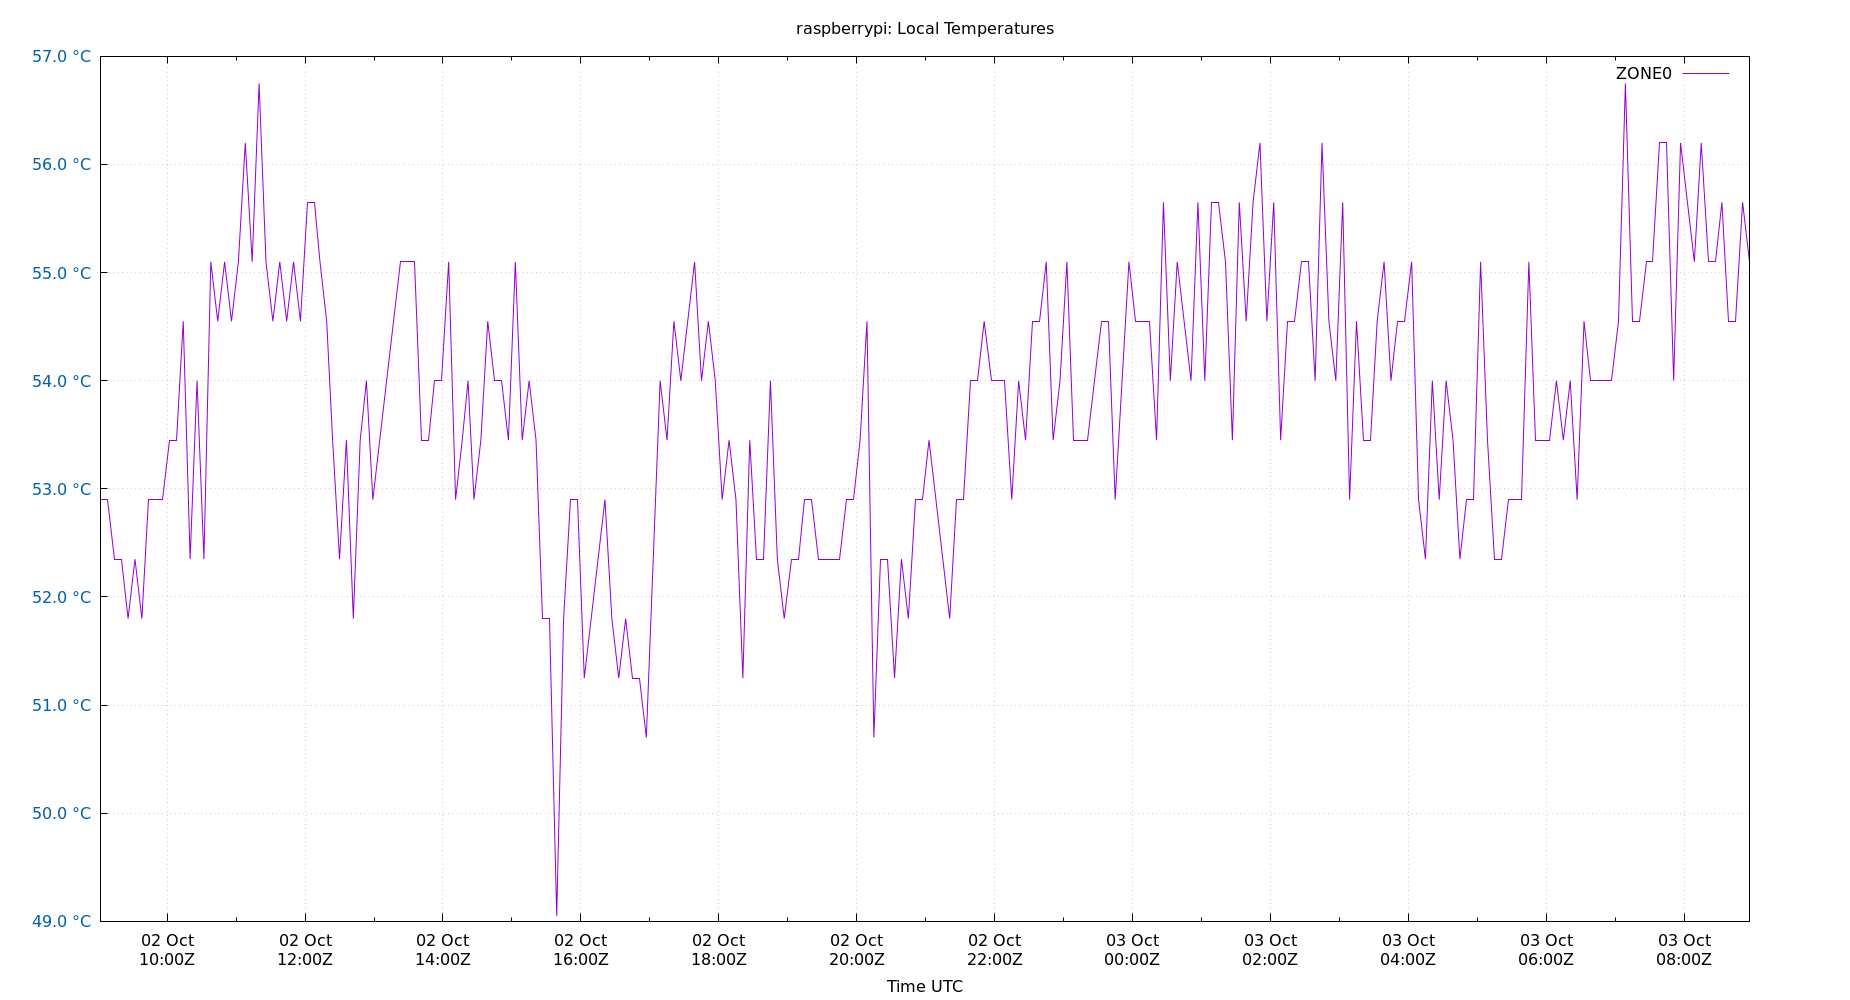 raspberrypi: Local Temperatures
57.0 °C
ZONE0
56.0 °C
55.0 °C
54.0 °C
53.0 °C
52.0 °C
51.0 °C
50.0 °C
49.0 °C
02 Oct 02 Oct 02 Oct 02 Oct 02 Oct 02 Oct 02 Oct 03 Oct 03 Oct 03 Oct 03 Oct 03 Oct
10:00Z 12:00Z 14:00Z 16:00Z 18:00Z 20:00Z 22:00Z 00:00Z 02:00Z 04:00Z 06:00Z 08:00Z
Time UTC